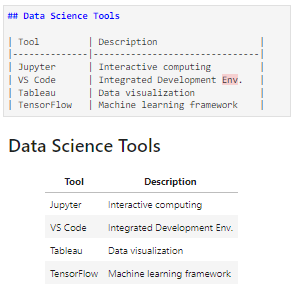 ## Data Science Tools
| Tool | Description |
|-------------|---------------------------|
| Jupyter | Interactive computing |
| VS Code | Integrated Development Env. |
| Tableau | Data visualization |
| TensorFlow | Machine learning framework |
Data Science Tools
Tool Description
Jupyter Interactive computing
VS Code Integrated Development Env.
Tableau Data visualization
TensorFlow Machine learning framework